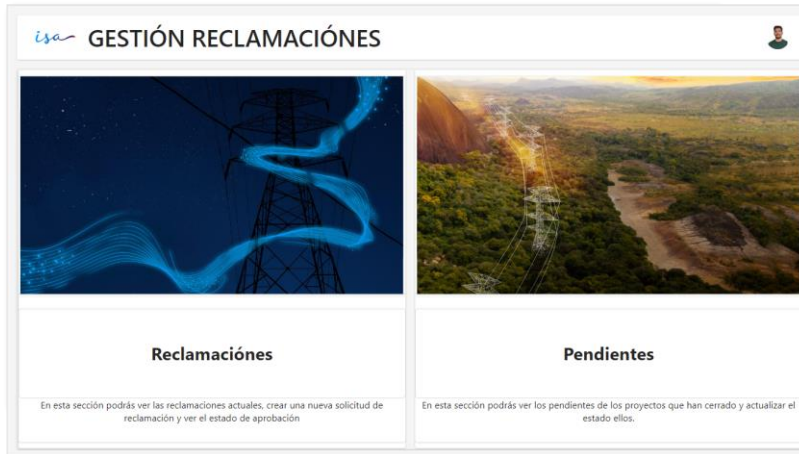 isa GESTIÓN RECLAMACIÓNES
Reclamaciónes
En esta sección podrás ver las reclamaciones actuales, crear una nueva solicitud de
reclamación y ver el estado de aprobación
Pendientes
En esta sección podrás ver los pendientes de los proyectos que han cerrado y actualizar el
estado ellos.